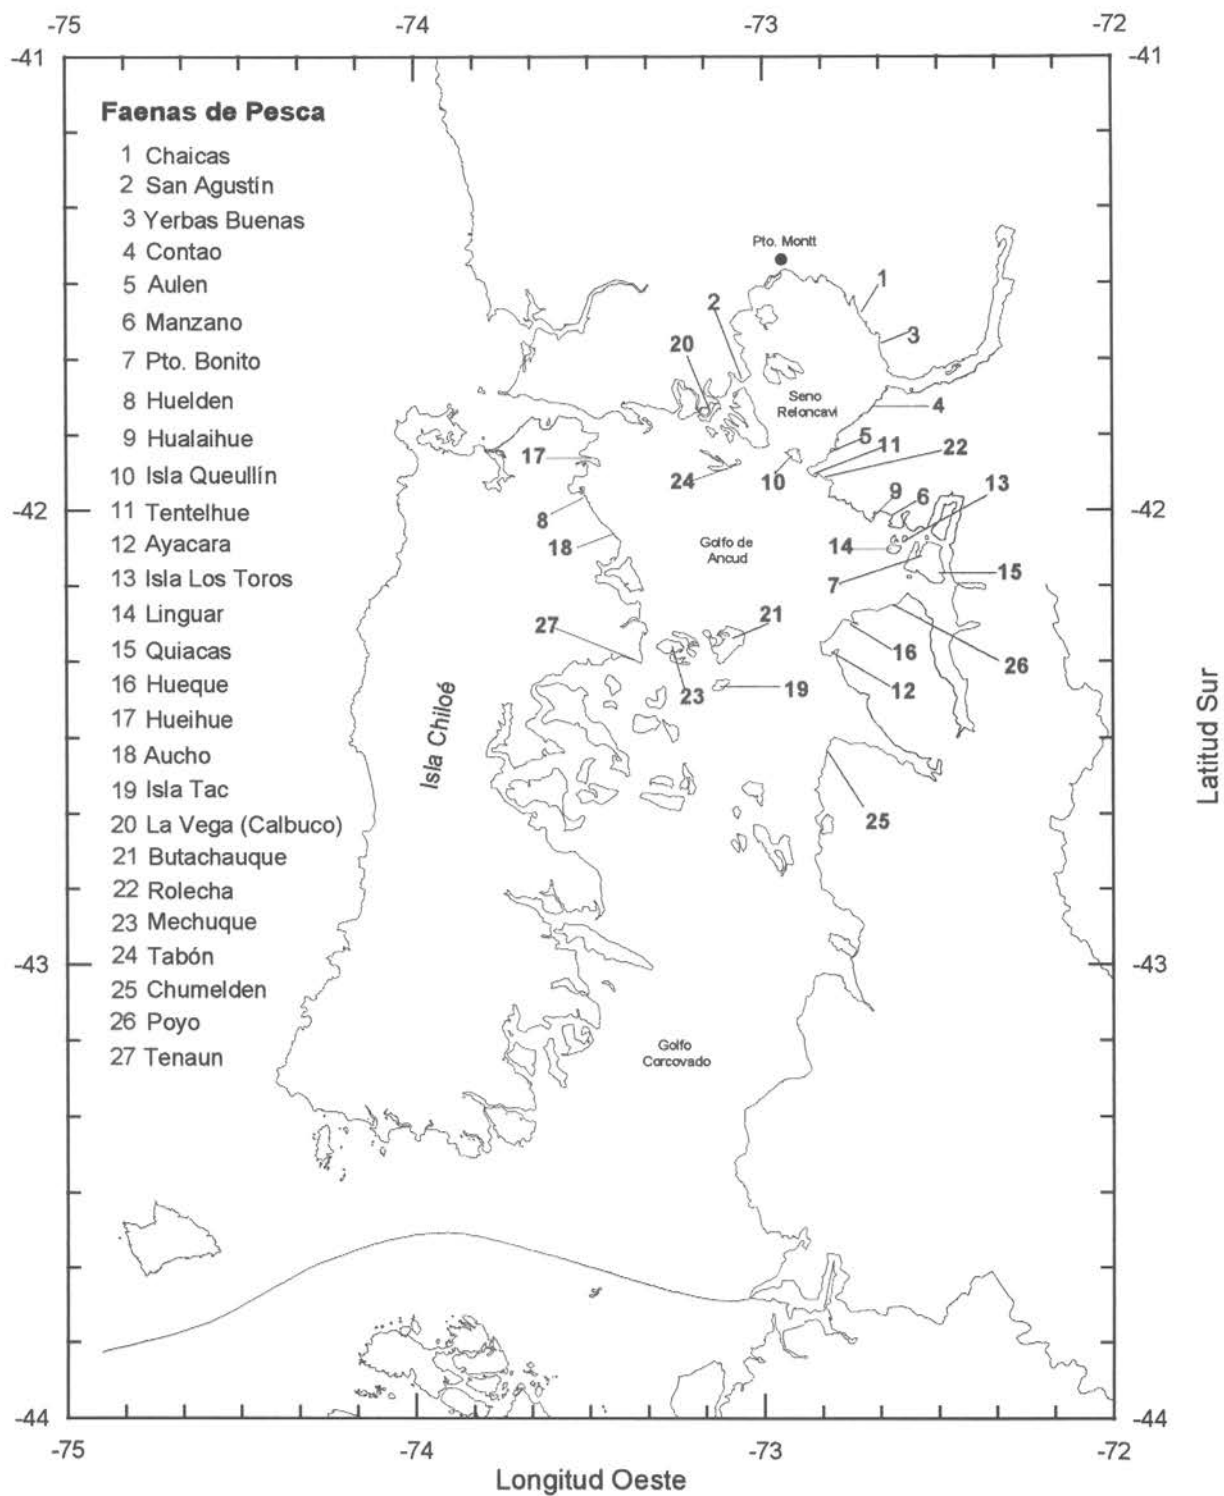 -75
-74
-73
-72
-41
-41
Faenas de Pesca
1 Chaicas
2 San Agustín
3 Yerbas Buenas
4 Contao
5 Aulen
6 Manzano
7 Pto. Bonito
8 Huelden
9 Hualaihue
10 Isla Queullín
11 Tentelhue
12 Ayacara
13 Isla Los Toros
14 Linguar
15 Quiacas
16 Hueque
17 Hueihue
18 Aucho
19 Isla Tac
20 La Vega (Calbuco)
21 Butachauque
22 Rolecha
23 Mechuque
24 Tabón
25 Chumelden
26 Poyo
27 Tenaun
Pto. Montt
1
2
3
20
Seno
Reloncavi
4
5
11
22
17
24
10
9
6
13
-42
-42
8
18
Golfo de
Ancud
14
7
15
27
21
16
26
23
19
12
Isla Chiloé
25
Latitud Sur
-43
-43
Golfo
Corcovado
-44
-44
-75
-74
-73
-72
Longitud Oeste